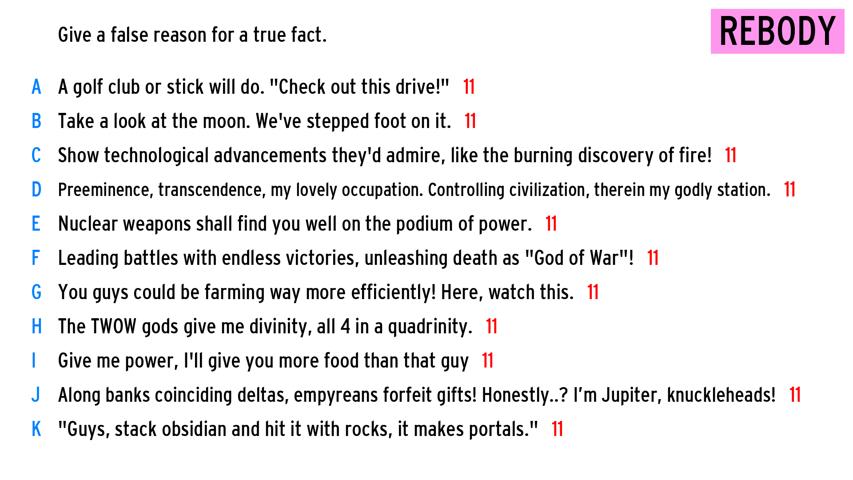 Give a false reason for a true fact.
REBODY
A A golf club or stick will do. "Check out this drive!" 11
B Take a look at the moon. We've stepped foot on it. 11
C Show technological advancements they'd admire, like the burning discovery of fire! 11
D Preeminence, transcendence, my lovely occupation. Controlling civilization, therein my godly station. 11
E Nuclear weapons shall find you well on the podium of power. 11
F Leading battles with endless victories, unleashing death as "God of War"! 11
G You guys could be farming way more efficiently! Here, watch this. 11
H The TWOW gods give me divinity, all 4 in a quadrinity. 11
I Give me power, I'll give you more food than that guy 11
J Along banks coinciding deltas, empyreans forfeit gifts! Honestly..? I'm Jupiter, knuckleheads! 11
K "Guys, stack obsidian and hit it with rocks, it makes portals." 11